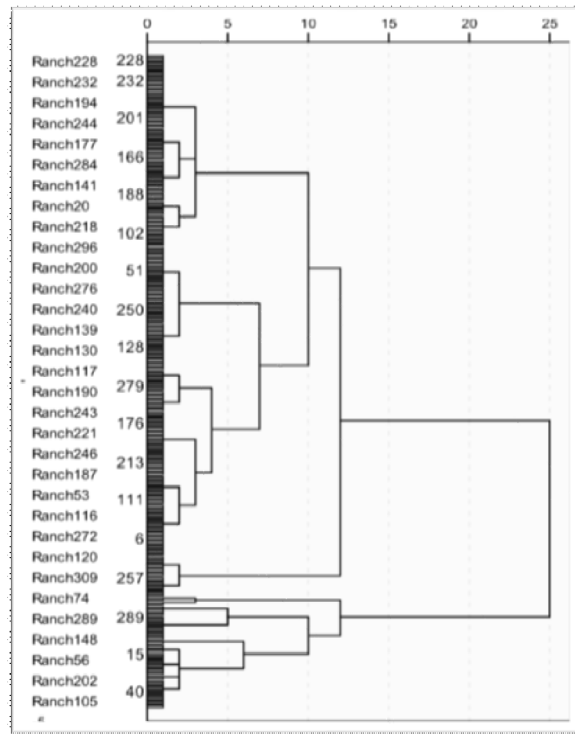 0 5 10 15 20 25
Ranch228 228
Ranch232 232
Ranch194
201
Ranch244
Ranch177
166
Ranch284
Ranch141
188
Ranch20
Ranch218
102
Ranch296
51
Ranch200
Ranch276
250
Ranch240
Ranch139
128
Ranch130
Ranch117
279
Ranch190
Ranch243
176
Ranch221
Ranch246
213
Ranch187
Ranch53
111
Ranch116
Ranch272 6
Ranch120
Ranch309 257
Ranch74
Ranch289 289
Ranch148
15
Ranch56
Ranch202
40
Ranch105